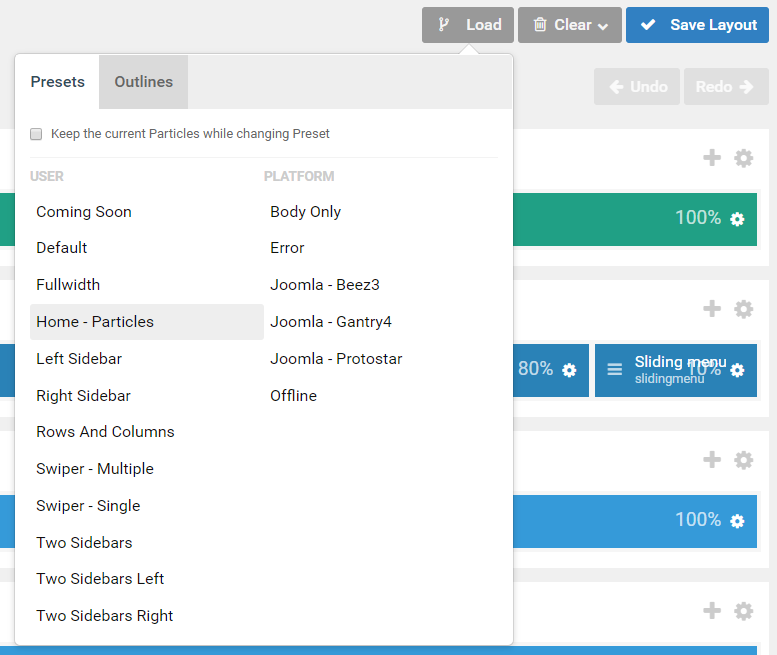 Load
Clear
Save Layout
Presets
Outlines
Undo
Redo
Keep the current Particles while changing Preset
USER
PLATFORM
Coming Soon
Body Only
Default
Error
Fullwidth
Joomla - Beez3
Home - Particles
Joomla - Gantry4
Left Sidebar
Joomla - Protostar
Right Sidebar
Offline
Rows And Columns
Swiper - Multiple
Swiper - Single
Two Sidebars
Two Sidebars Left
Two Sidebars Right
100%
80%
Sliding menu
slidingmenu
10%
100%